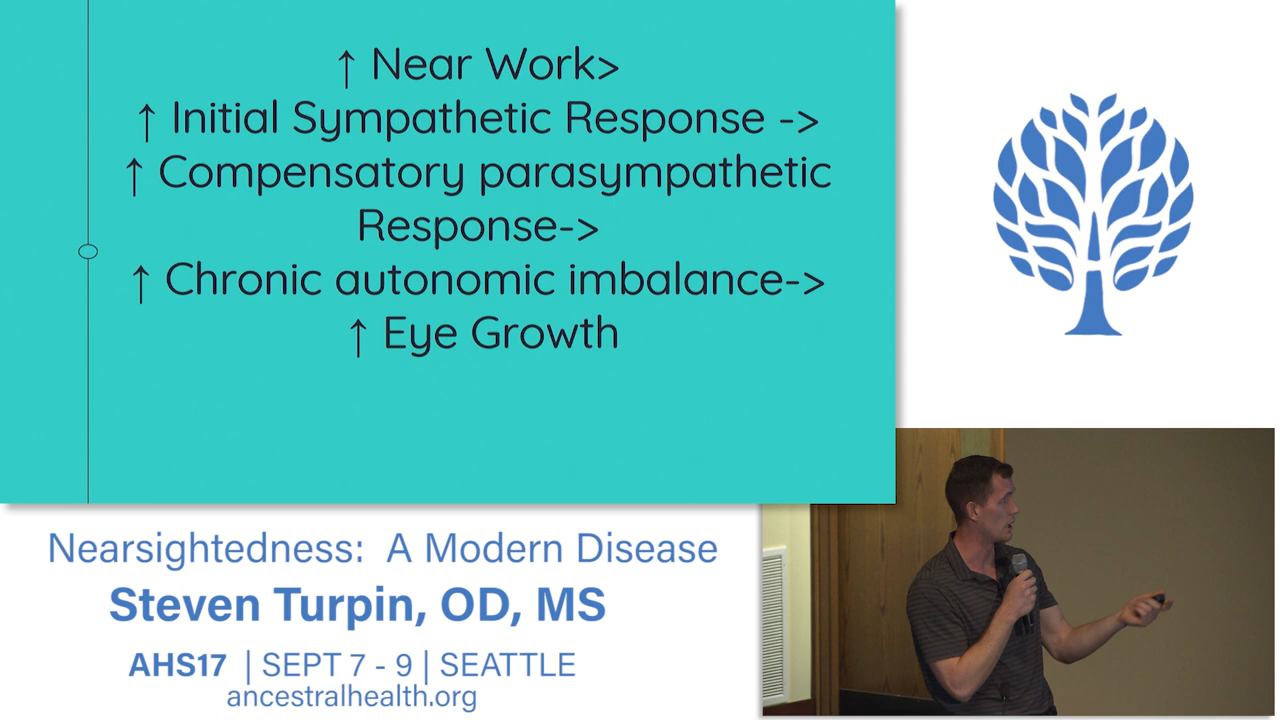 ↑ Near Work>
↑ Initial Sympathetic Response ->
↑ Compensatory parasympathetic
Response->
↑ Chronic autonomic imbalance->
↑ Eye Growth
Nearsightedness: A Modern Disease
Steven Turpin, OD, MS
AHS17 | SEPT 7 - 9 | SEATTLE
ancestralhealth.org